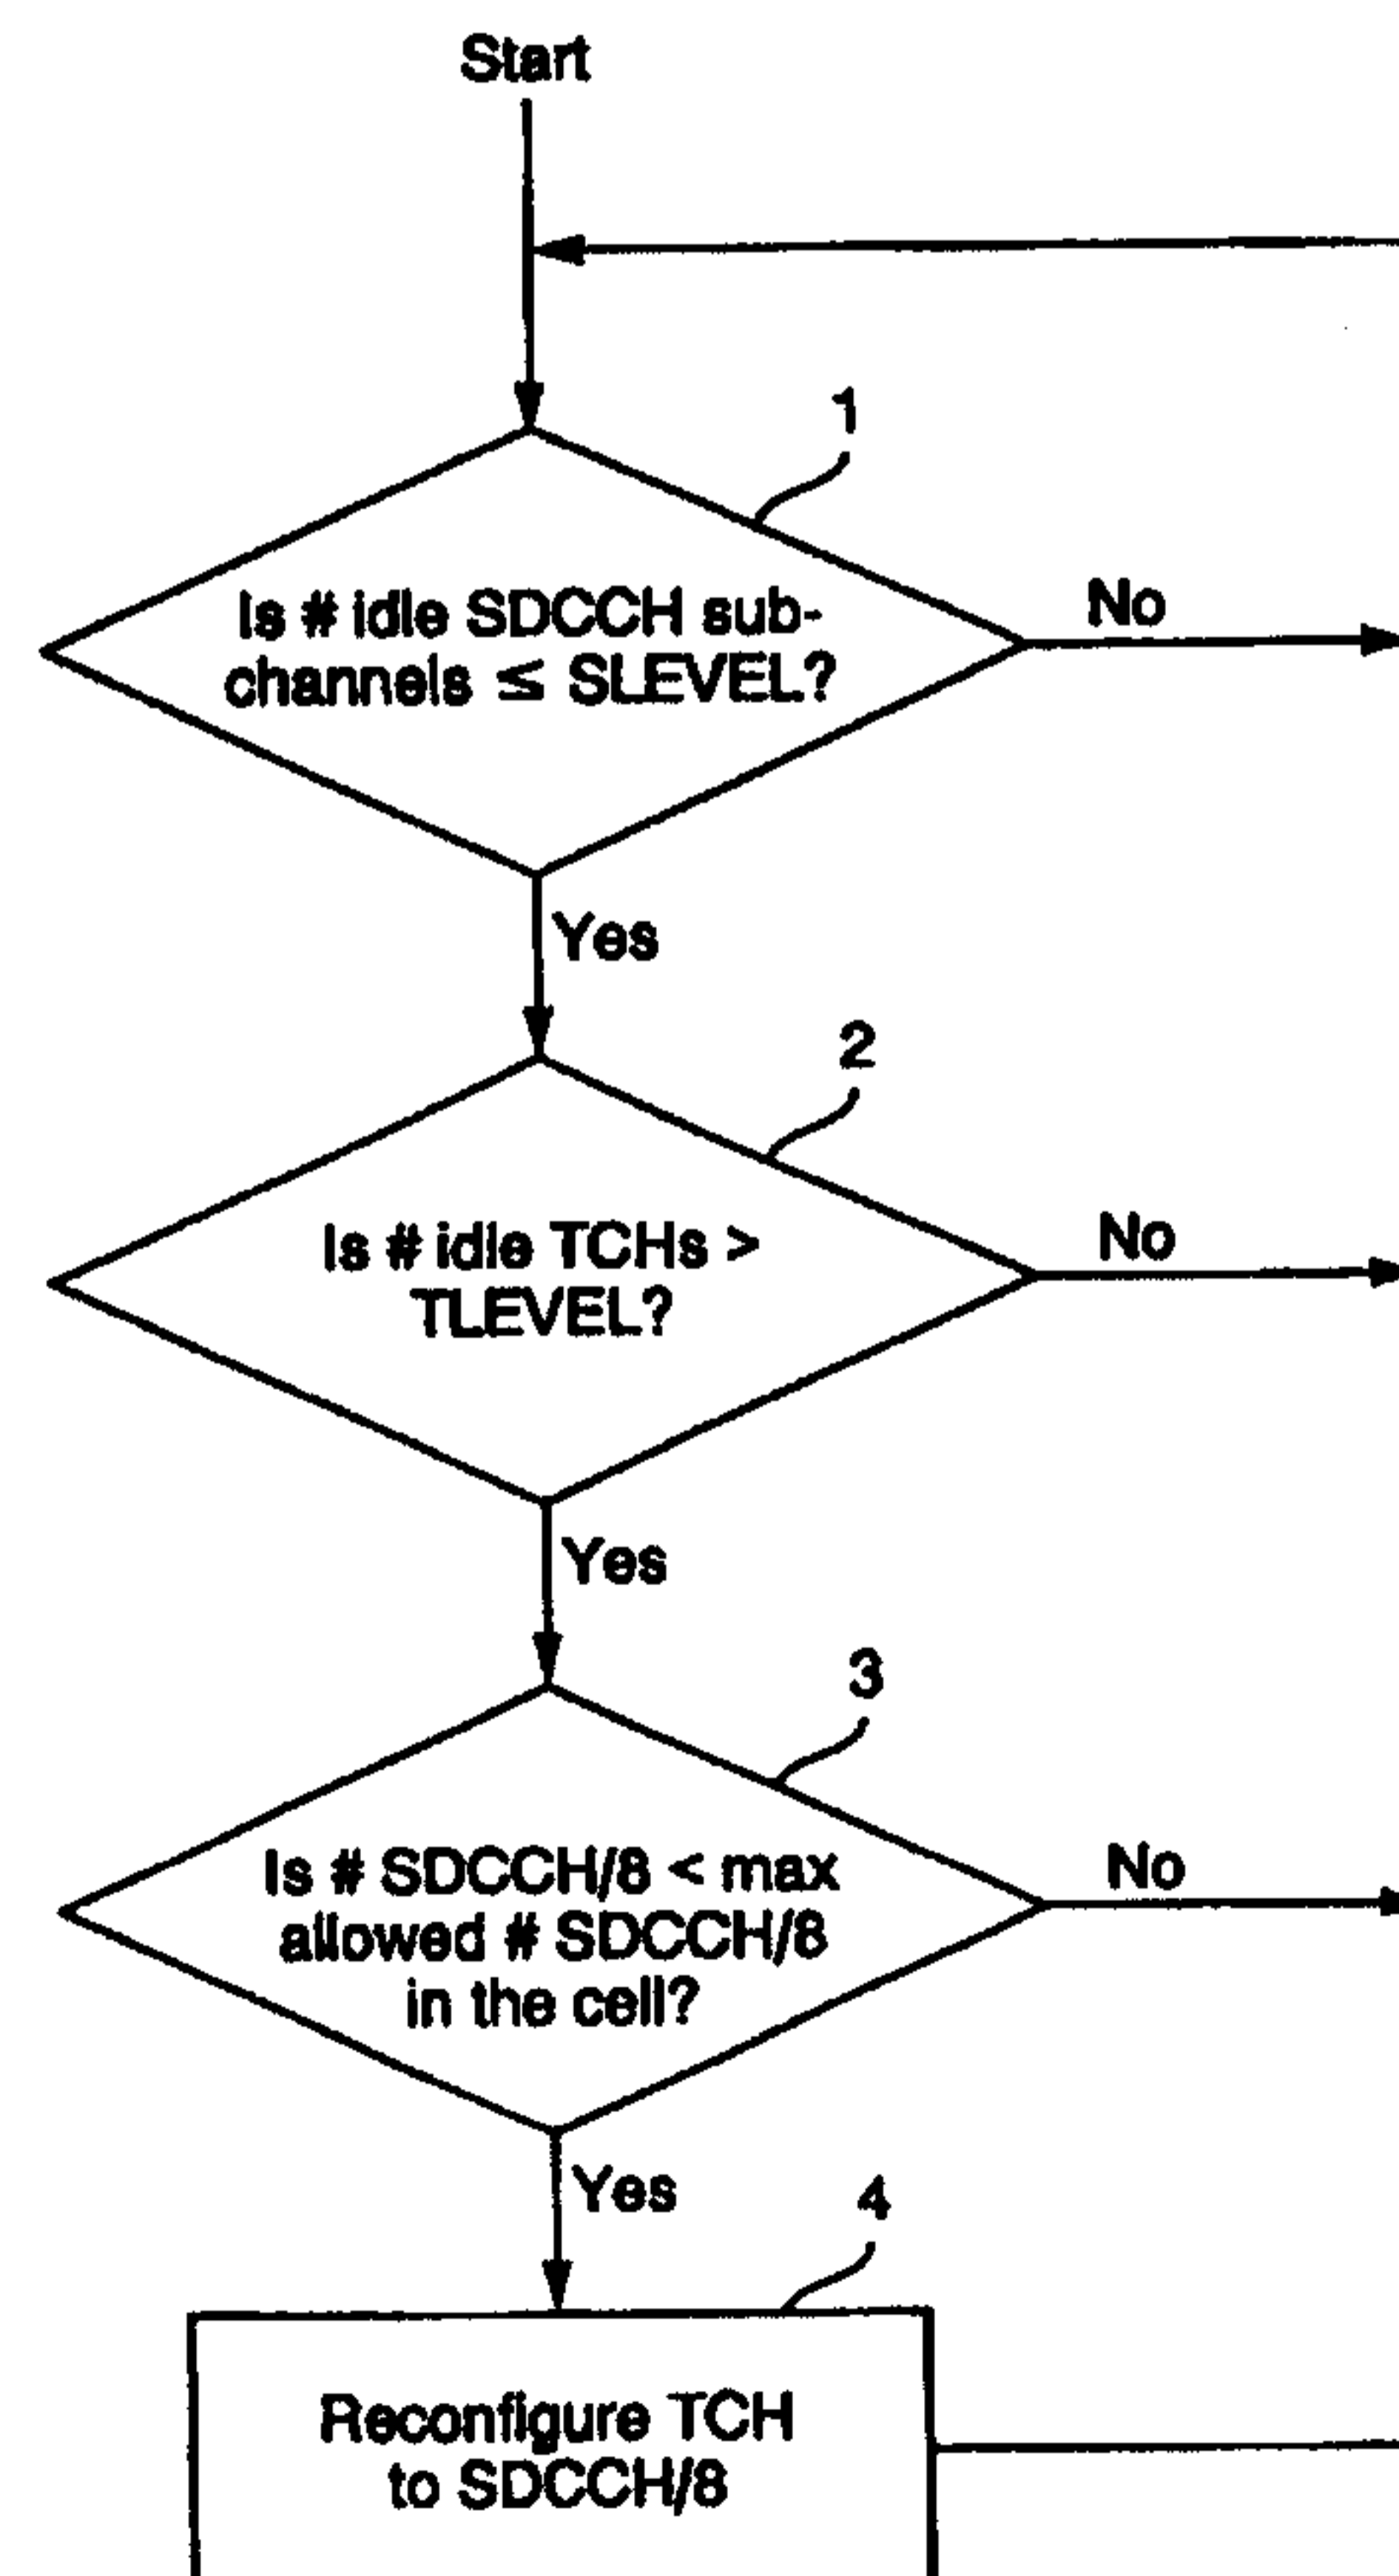 Start
1
Is # idle SDCCH sub-
channels ≤ SLEVEL?
No
Yes
2
Is # idle TCHs >
TLEVEL?
No
Yes
3
Is # SDCCH/8 < max
allowed # SDCCH/8
in the cell?
No
Yes
4
Reconfigure TCH
to SDCCH/8